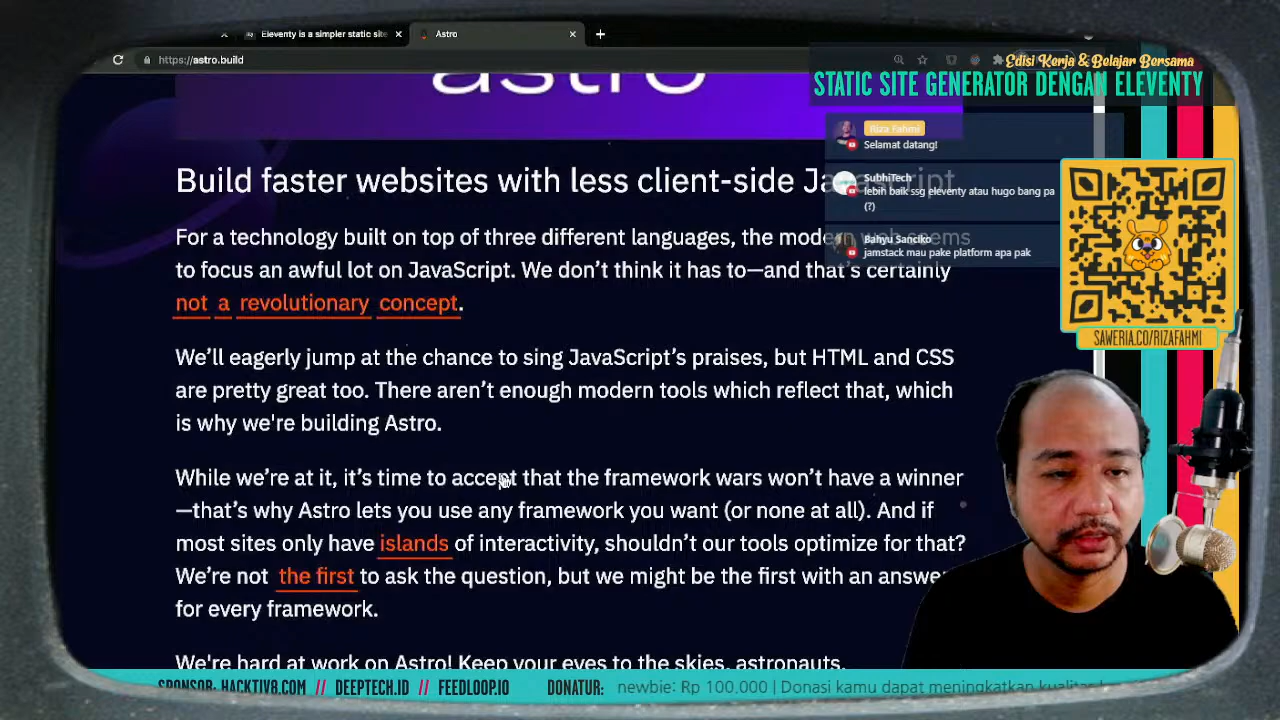 Eleventy is a simpler static site
Astro
https://astro.build
Edisi Kerja & Belajar Bersama
STATIC SITE GENERATOR DENGAN ELEVENTY
astro
Riza Fahmi
Selamat datang!
SubhiTech
lebih baik ssg eleventy atau hugo bang pa
(?)
Bahyu Sanciko
jamstack mau pake platform apa pak
SAWERIA.CO/RIZAFAHMI
Build faster websites with less client-side JavaScript
For a technology built on top of three different languages, the modern web seems
to focus an awful lot on JavaScript. We don't think it has to—and that's certainly
not a revolutionary concept.
We'll eagerly jump at the chance to sing JavaScript's praises, but HTML and CSS
are pretty great too. There aren't enough modern tools which reflect that, which
is why we're building Astro.
While we're at it, it's time to accept that the framework wars won't have a winner
—that's why Astro lets you use any framework you want (or none at all). And if
most sites only have islands of interactivity, shouldn't our tools optimize for that?
We're not the first to ask the question, but we might be the first with an answer
for every framework.
We're hard at work on Astro! Keep your eyes to the skies, astronauts.
SPONSOR: HACKTIV8.COM // DEEPTECH.ID // FEEDLOOP.IO DONATUR: newbie: Rp 100.000 | Donasi kamu dapat meningkatkan